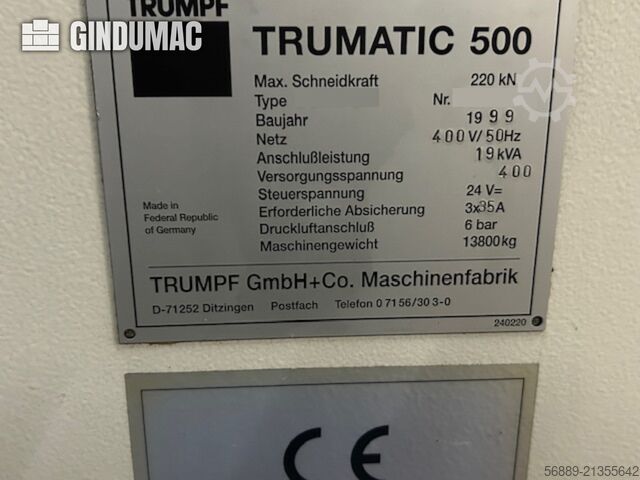 TRUMPF
GINDUMAC
TRUMATIC 500
Max. Schneidkraft 220 kN
Type Nr.
Baujahr 1999
Netz 400V/50Hz
Anschlußleistung 19kVA
Versorgungsspannung 400
Steuerspannung 24 V=
Erforderliche Absicherung 3x35A
Druckluftanschluß 6 bar
Maschinengewicht 13800kg
Made in
Federal Republic
of Germany
TRUMPF GmbH+Co. Maschinenfabrik
D-71252 Ditzingen Postfach Telefon 0 71 56/30 3-0
240220
CE
56889-21355642